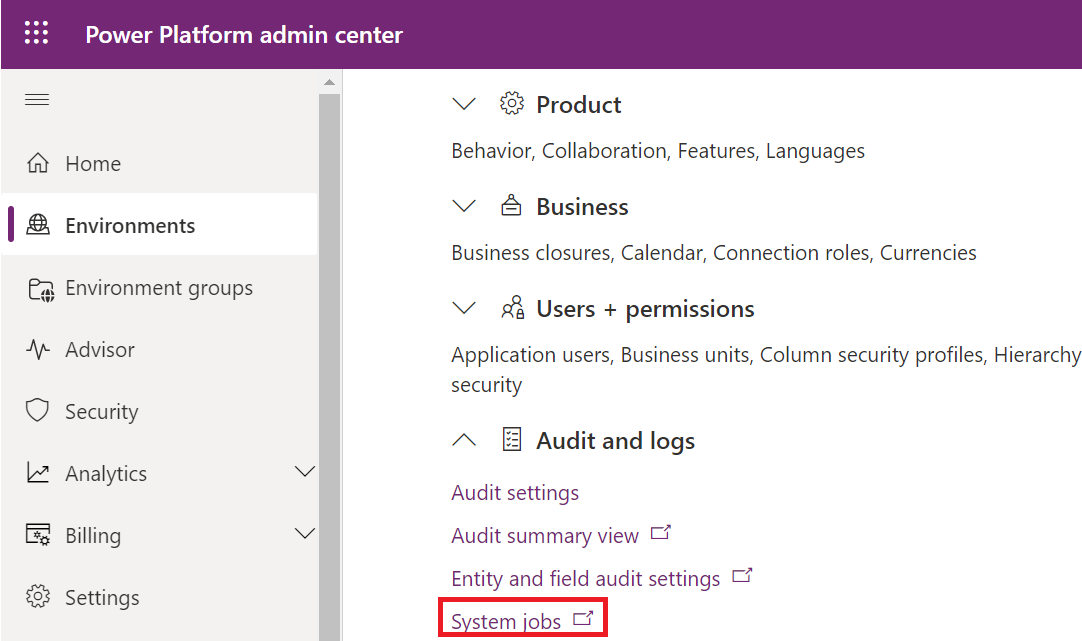 Power Platform admin center
Home
Environments
Environment groups
Advisor
Security
Analytics
Billing
Settings
Product
Behavior, Collaboration, Features, Languages
Business
Business closures, Calendar, Connection roles, Currencies
Users + permissions
Application users, Business units, Column security profiles, Hierarchy
security
Audit and logs
Audit settings
Audit summary view
Entity and field audit settings
System jobs